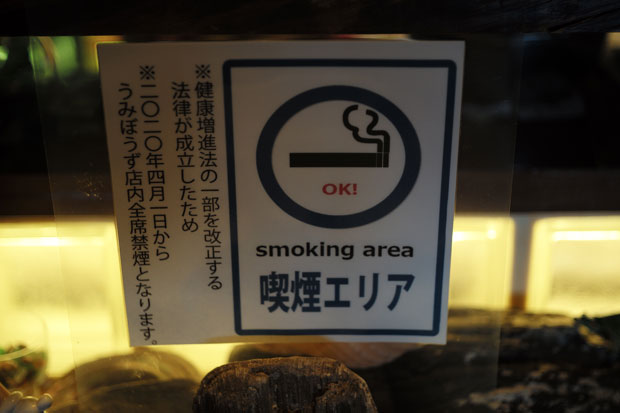 OK!
smoking area
喫煙エリア
※健康増進法の一部を改正する
法律が成立したため
※二〇二〇年四月一日から
うみぼうず店内全席禁煙となります。